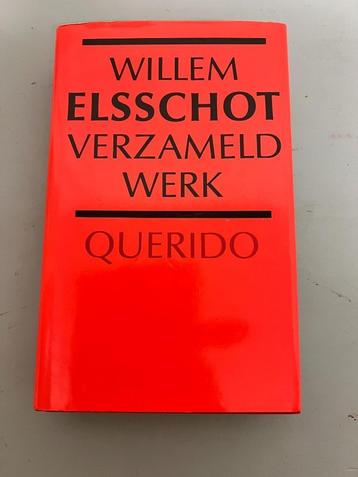 WILLEM
ELSSCHOT
VERZAMELD
WERK
QUERIDO